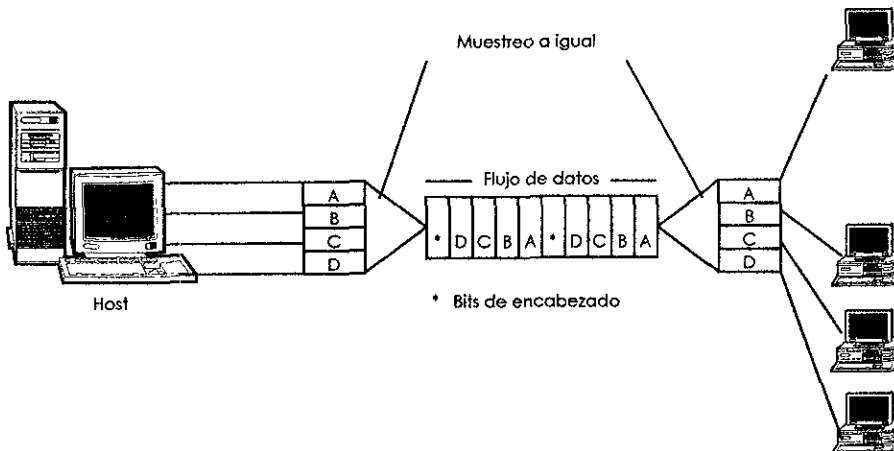 Muestreo a igual
Flujo de datos
A
B
C
D
* D C B A * D C B A
A
B
C
D
Host
* Bits de encabezado